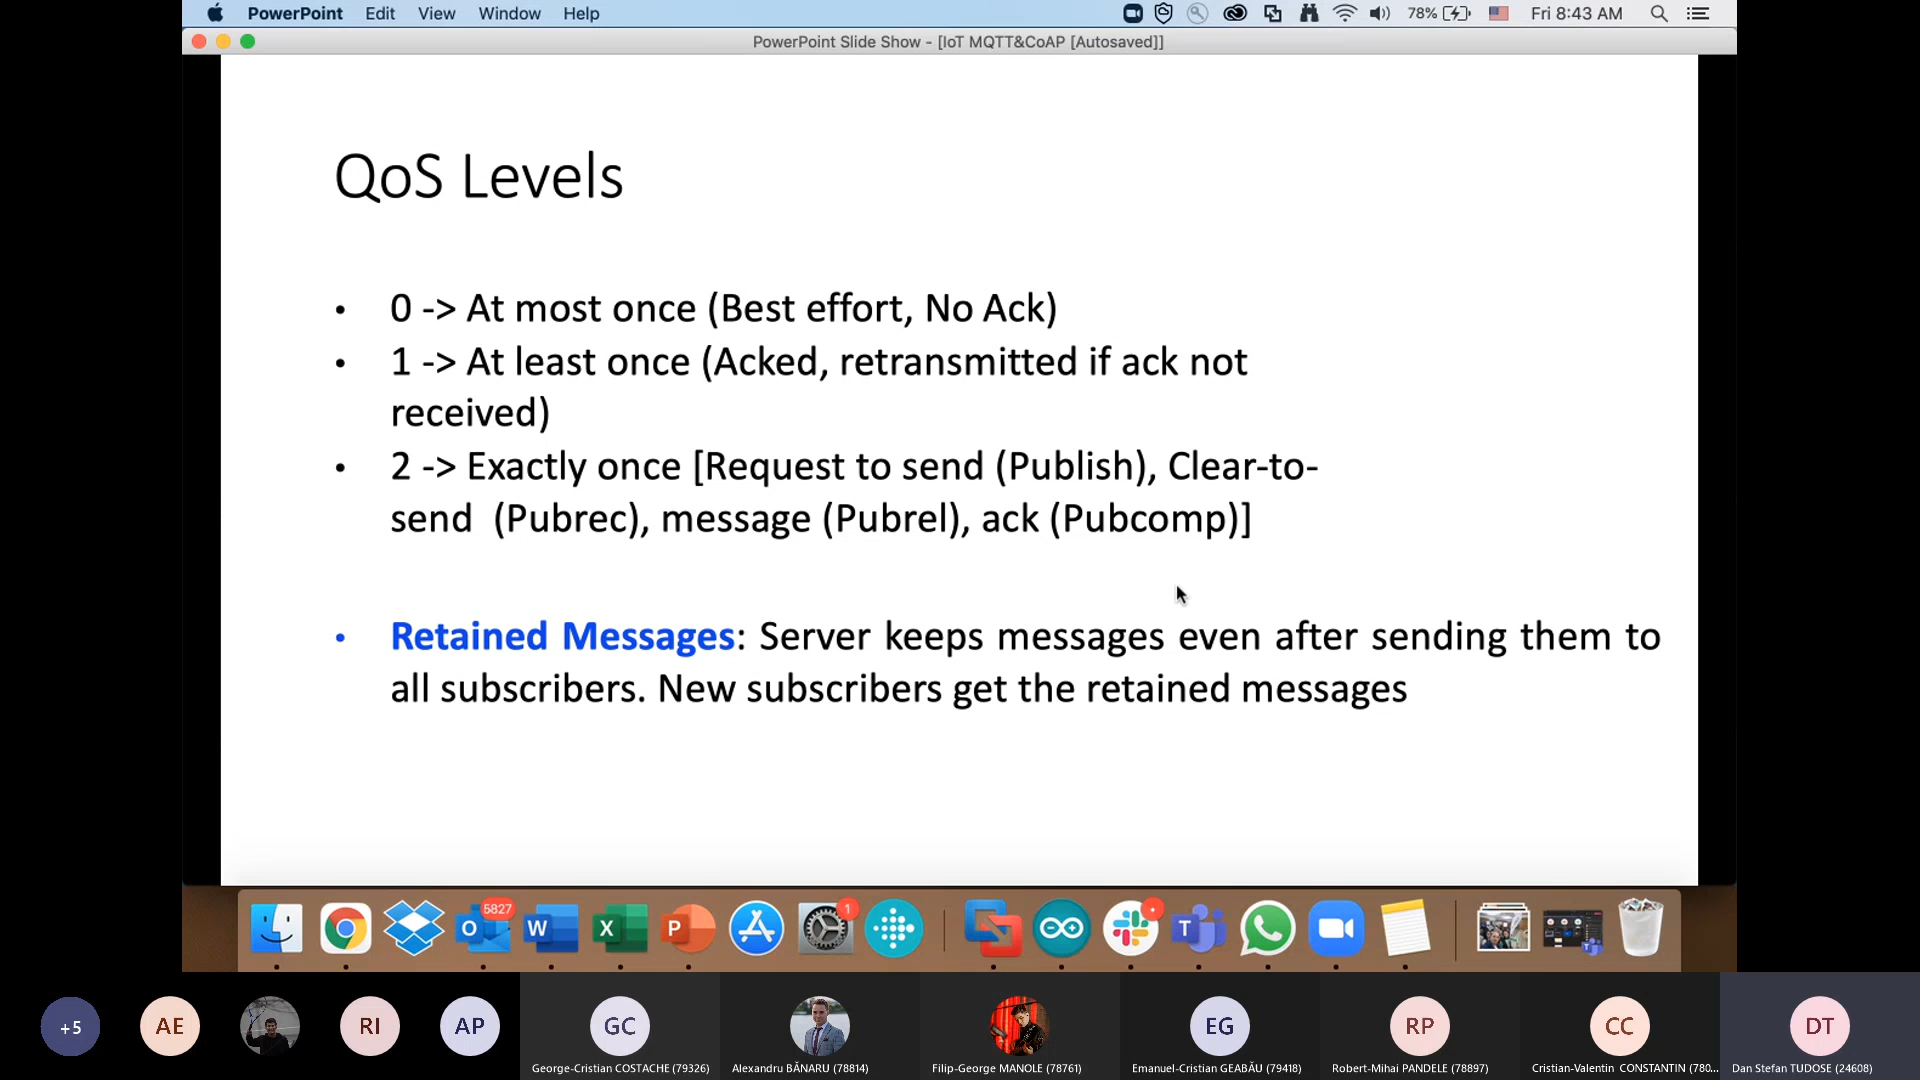 PowerPoint Edit View Window Help 78% Fri 8:43 AM
PowerPoint Slide Show - [IoT MQTT&CoAP [Autosaved]]
QoS Levels
• 0 -> At most once (Best effort, No Ack)
• 1 -> At least once (Acked, retransmitted if ack not
received)
• 2 -> Exactly once [Request to send (Publish), Clear-to-
send (Pubrec), message (Pubrel), ack (Pubcomp)]
• Retained Messages: Server keeps messages even after sending them to
all subscribers. New subscribers get the retained messages
5827 1
O W X P T
+5 AE RI AP GC EG RP CC DT
George-Cristian COSTACHE (79326) Alexandru BĂNARU (78814) Filip-George MANOLE (78761) Emanuel-Cristian GEABĂU (79418) Robert-Mihai PANDELE (78897) Cristian-Valentin CONSTANTIN (780... Dan Stefan TUDOSE (24608)